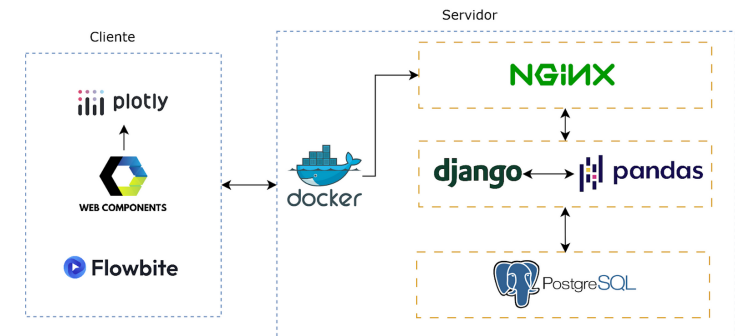 Servidor
Cliente
NGINX
plotly
django
pandas
docker
WEB COMPONENTS
Flowbite
PostgreSQL